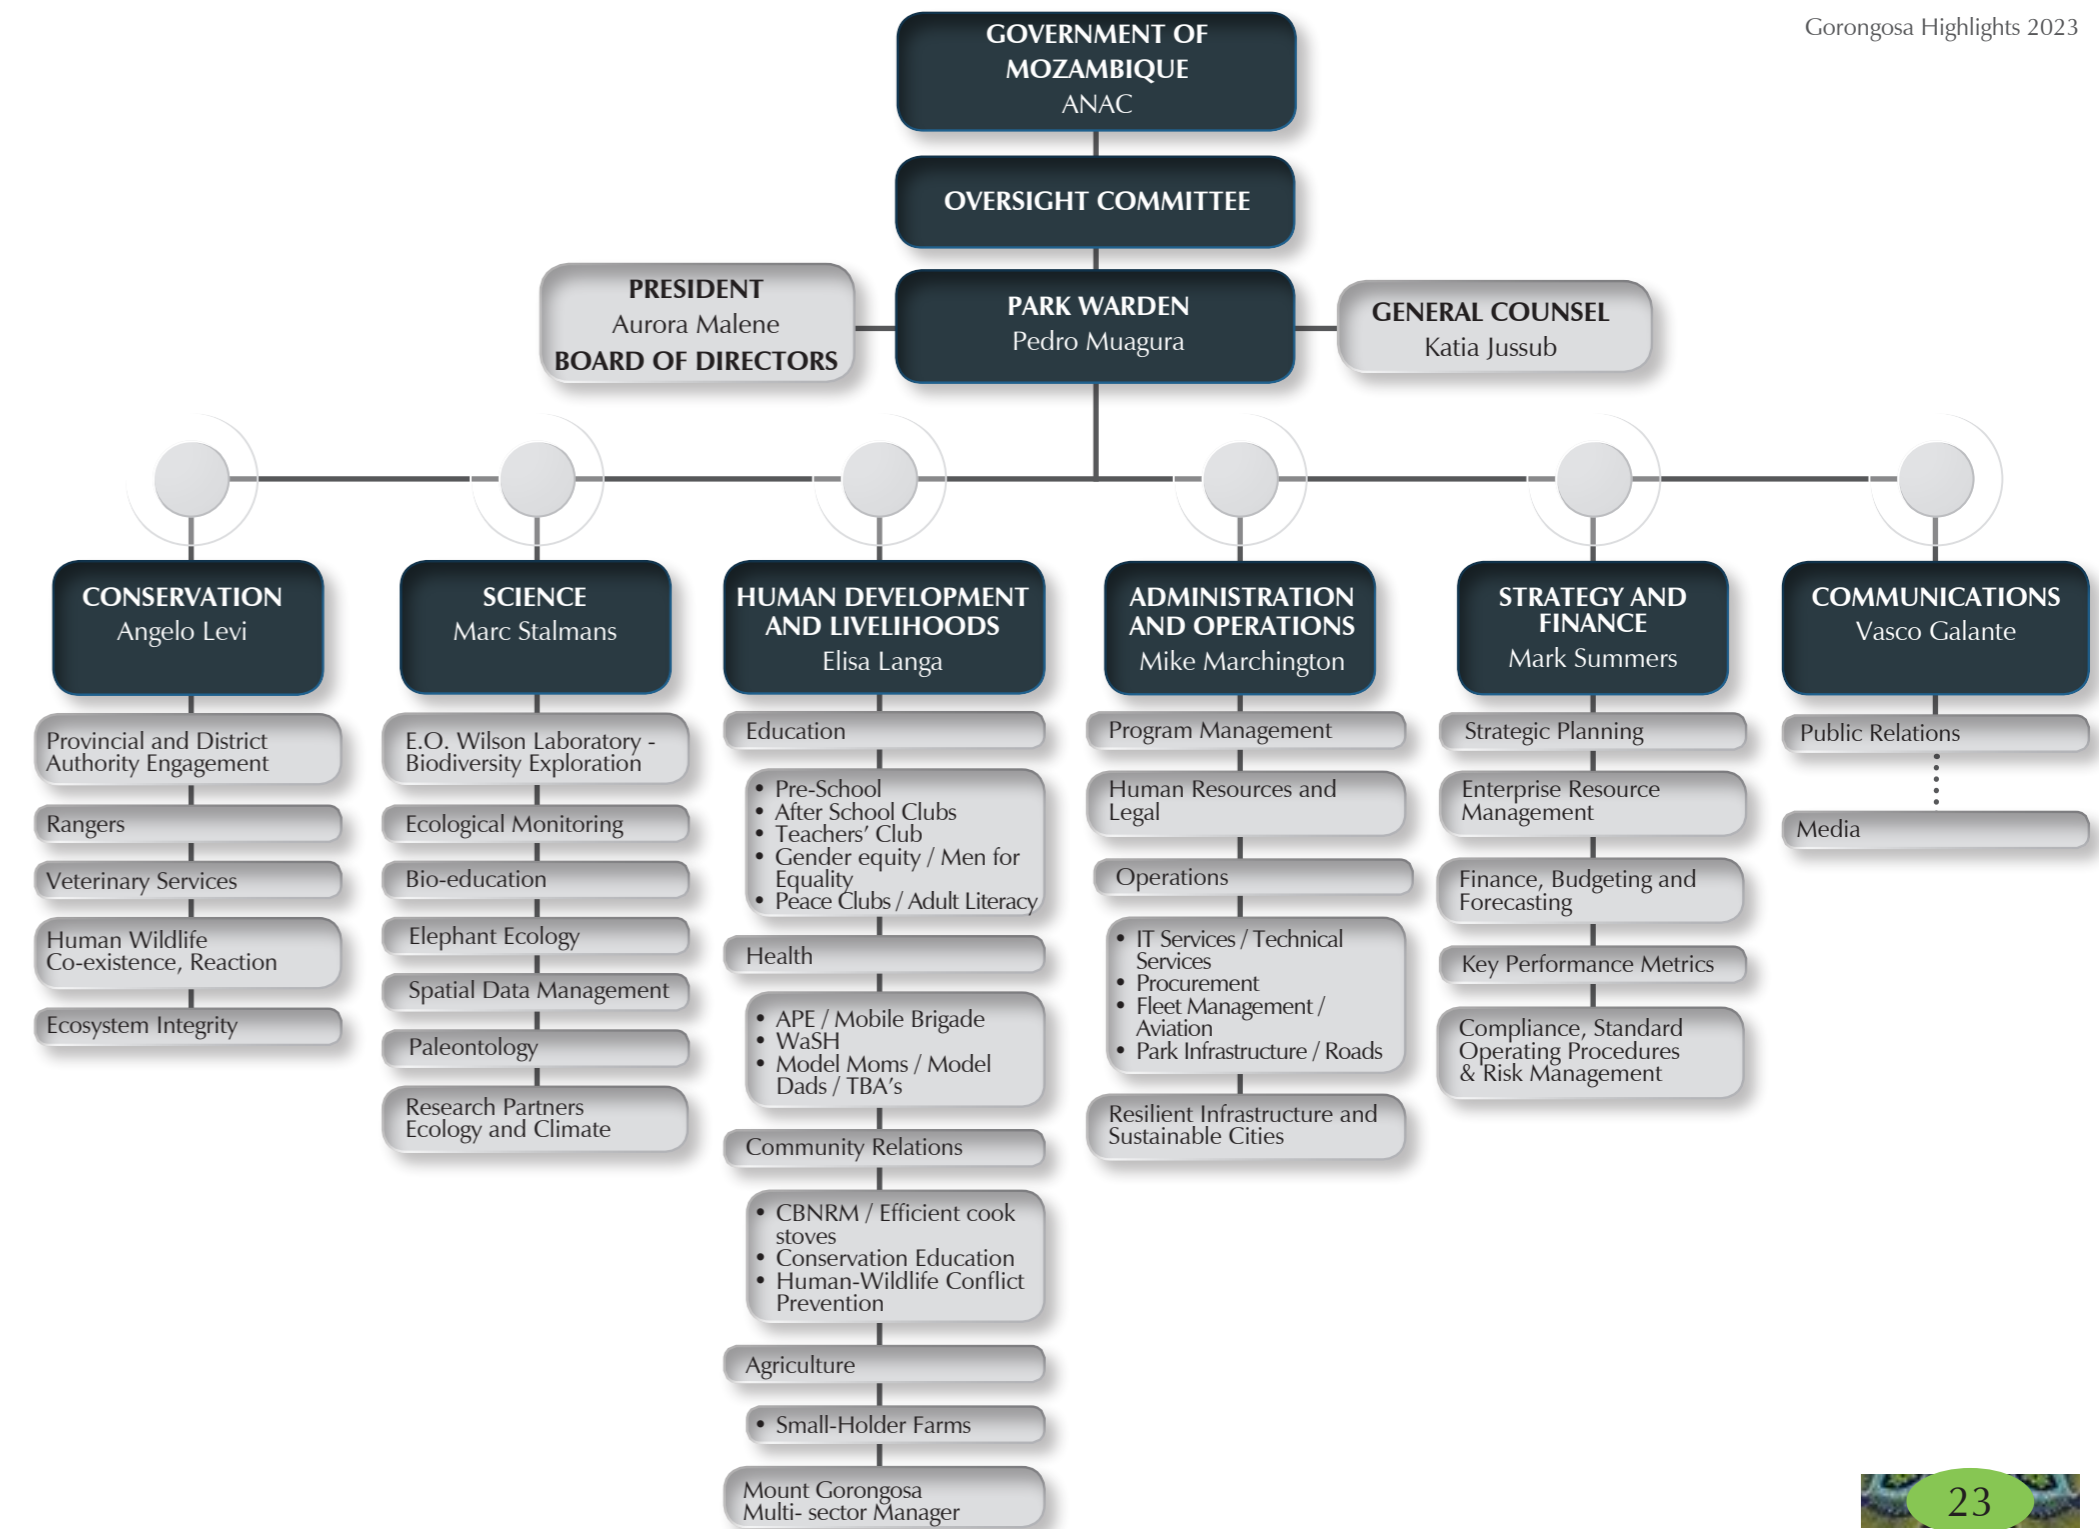 Gorongosa Highlights 2023
GOVERNMENT OF
MOZAMBIQUE
ANAC
OVERSIGHT COMMITTEE
PRESIDENT
Aurora Malene
BOARD OF DIRECTORS
PARK WARDEN
Pedro Muagura
GENERAL COUNSEL
Katia Jussub
CONSERVATION
Angelo Levi
Provincial and District
Authority Engagement
Rangers
Veterinary Services
Human Wildlife
Co-existence, Reaction
Ecosystem Integrity
SCIENCE
Marc Stalmans
E.O. Wilson Laboratory -
Biodiversity Exploration
Ecological Monitoring
Bio-education
Elephant Ecology
Spatial Data Management
Paleontology
Research Partners
Ecology and Climate
HUMAN DEVELOPMENT
AND LIVELIHOODS
Elisa Langa
Education
• Pre-School
• After School Clubs
• Teachers’ Club
• Gender equity / Men for
Equality
• Peace Clubs / Adult Literacy
Health
• APE / Mobile Brigade
• WaSH
• Model Moms / Model
Dads / TBA’s
Community Relations
• CBNRM / Efficient cook
stoves
• Conservation Education
• Human-Wildlife Conflict
Prevention
Agriculture
• Small-Holder Farms
Mount Gorongosa
Multi- sector Manager
ADMINISTRATION
AND OPERATIONS
Mike Marchington
Program Management
Human Resources and
Legal
Operations
• IT Services / Technical
Services
• Procurement
• Fleet Management /
Aviation
• Park Infrastructure / Roads
Resilient Infrastructure and
Sustainable Cities
STRATEGY AND
FINANCE
Mark Summers
Strategic Planning
Enterprise Resource
Management
Finance, Budgeting and
Forecasting
Key Performance Metrics
Compliance, Standard
Operating Procedures
& Risk Management
COMMUNICATIONS
Vasco Galante
Public Relations
Media
23